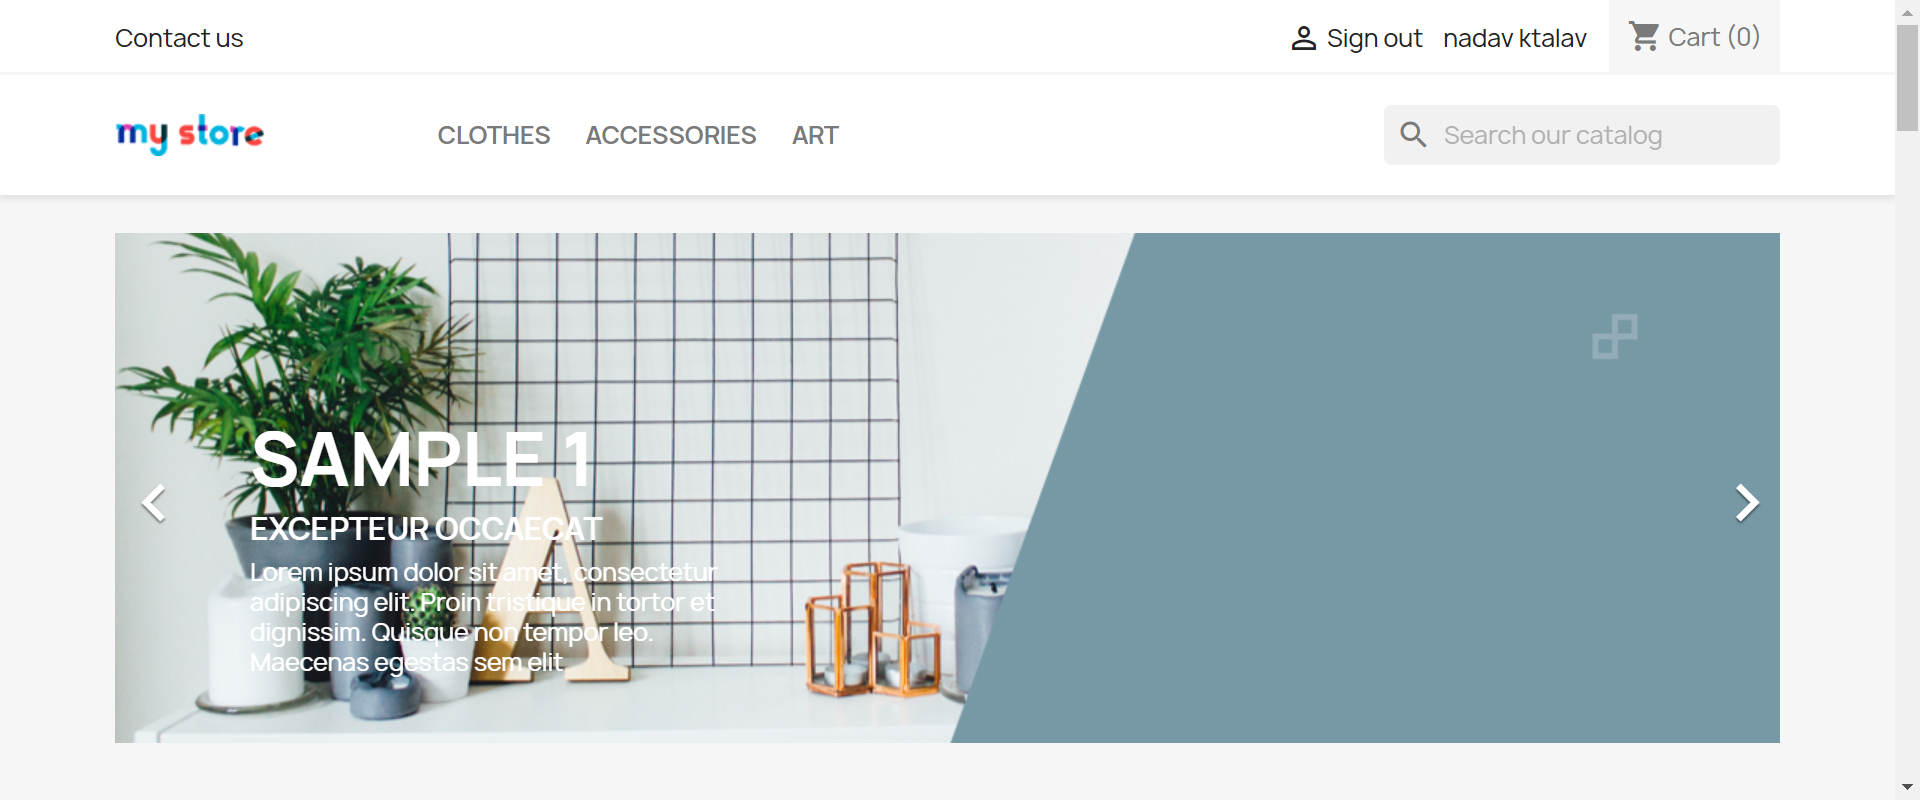 Contact us
Sign out nadav ktalav Cart (0)
my store
CLOTHES ACCESSORIES ART
Search our catalog
SAMPLE 1
EXCEPTEUR OCCAECAT
Lorem ipsum dolor sit amet, consectetur
adipiscing elit. Proin tristique in tortor et
dignissim. Quisque non tempor leo.
Maecenas egestas sem elit